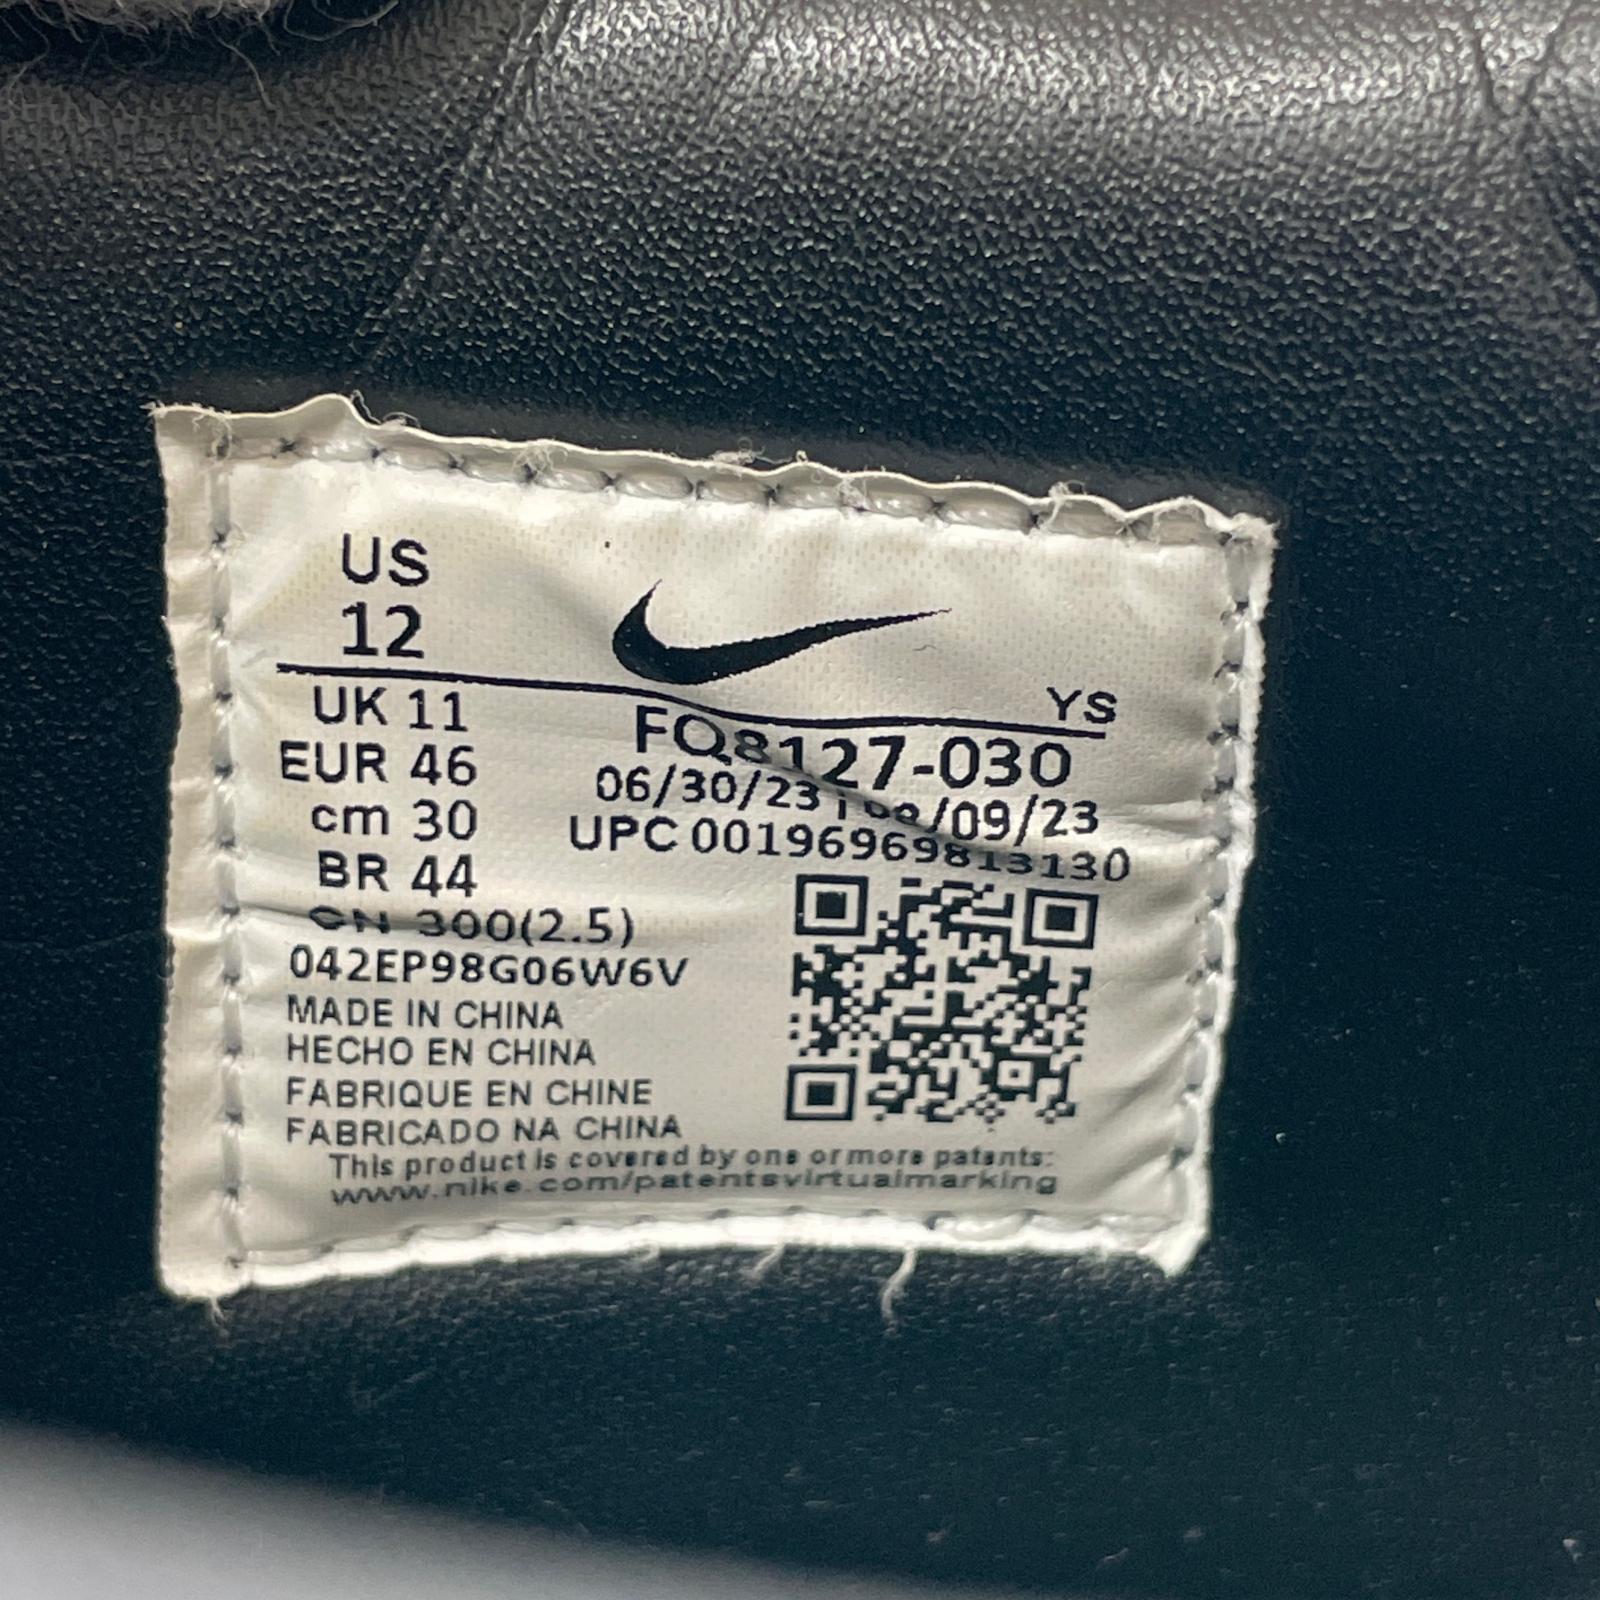 US
12
YS
UK 11
EUR 46
cm 30
BR 44
CN 300(2.5)
FQ8127-030
06/30/23 /09/23
UPC 00196969813130
042EP98G06W6V
MADE IN CHINA
HECHO EN CHINA
FABRIQUE EN CHINE
FABRICADO NA CHINA
This product is covered by one or more patents:
www.nike.com/patentsvirtualmarking